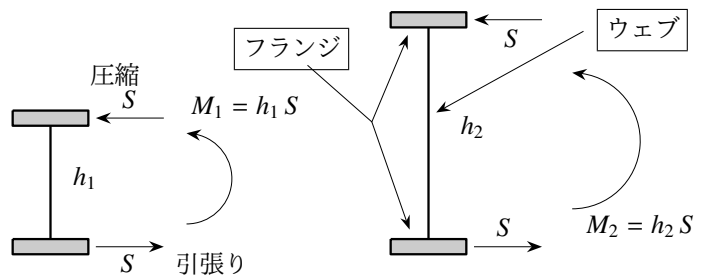 圧縮
S
M₁ = h₁ S
h₁
S
引張り
フランジ
S
ウェブ
h₂
S
M₂ = h₂ S